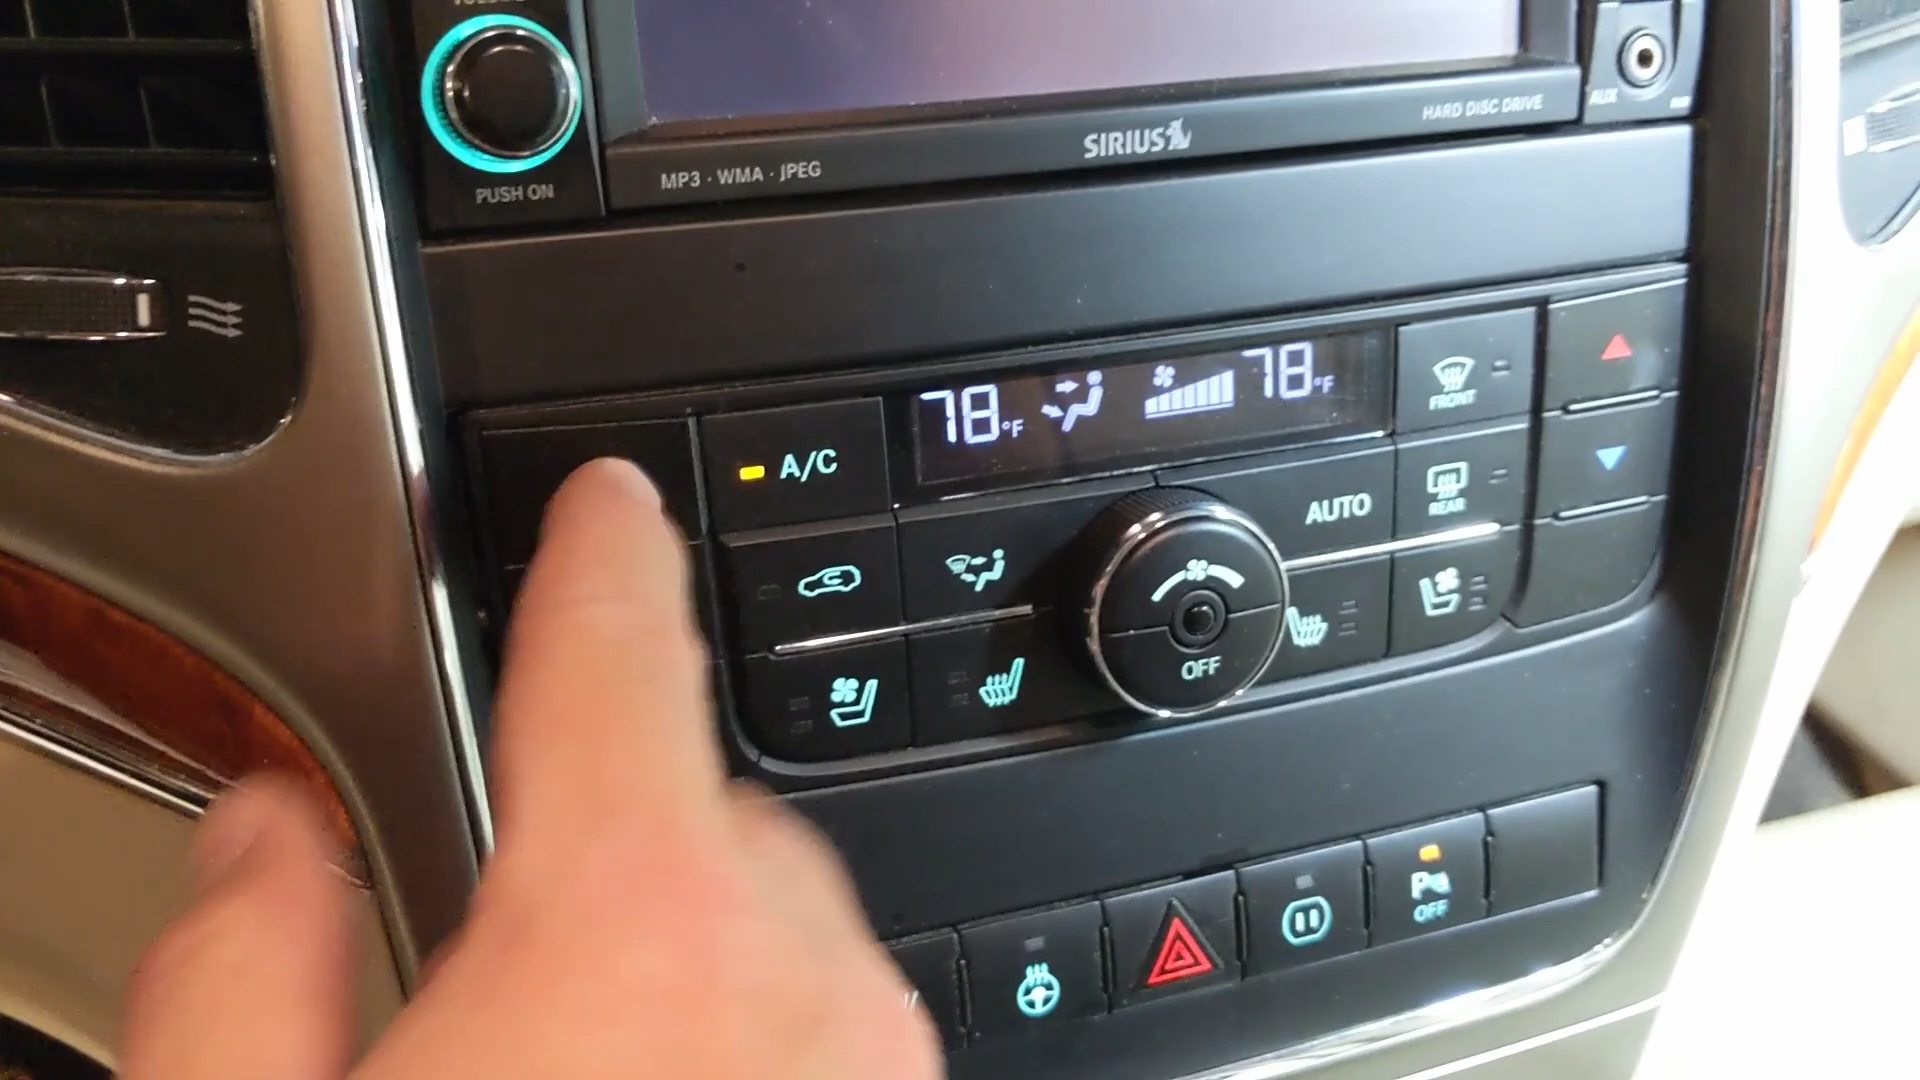 PUSH ON
MP3 · WMA · JPEG
SIRIUS
HARD DISC DRIVE
AUX
78°F
78°F
A/C
FRONT
AUTO
REAR
OFF
P
OFF